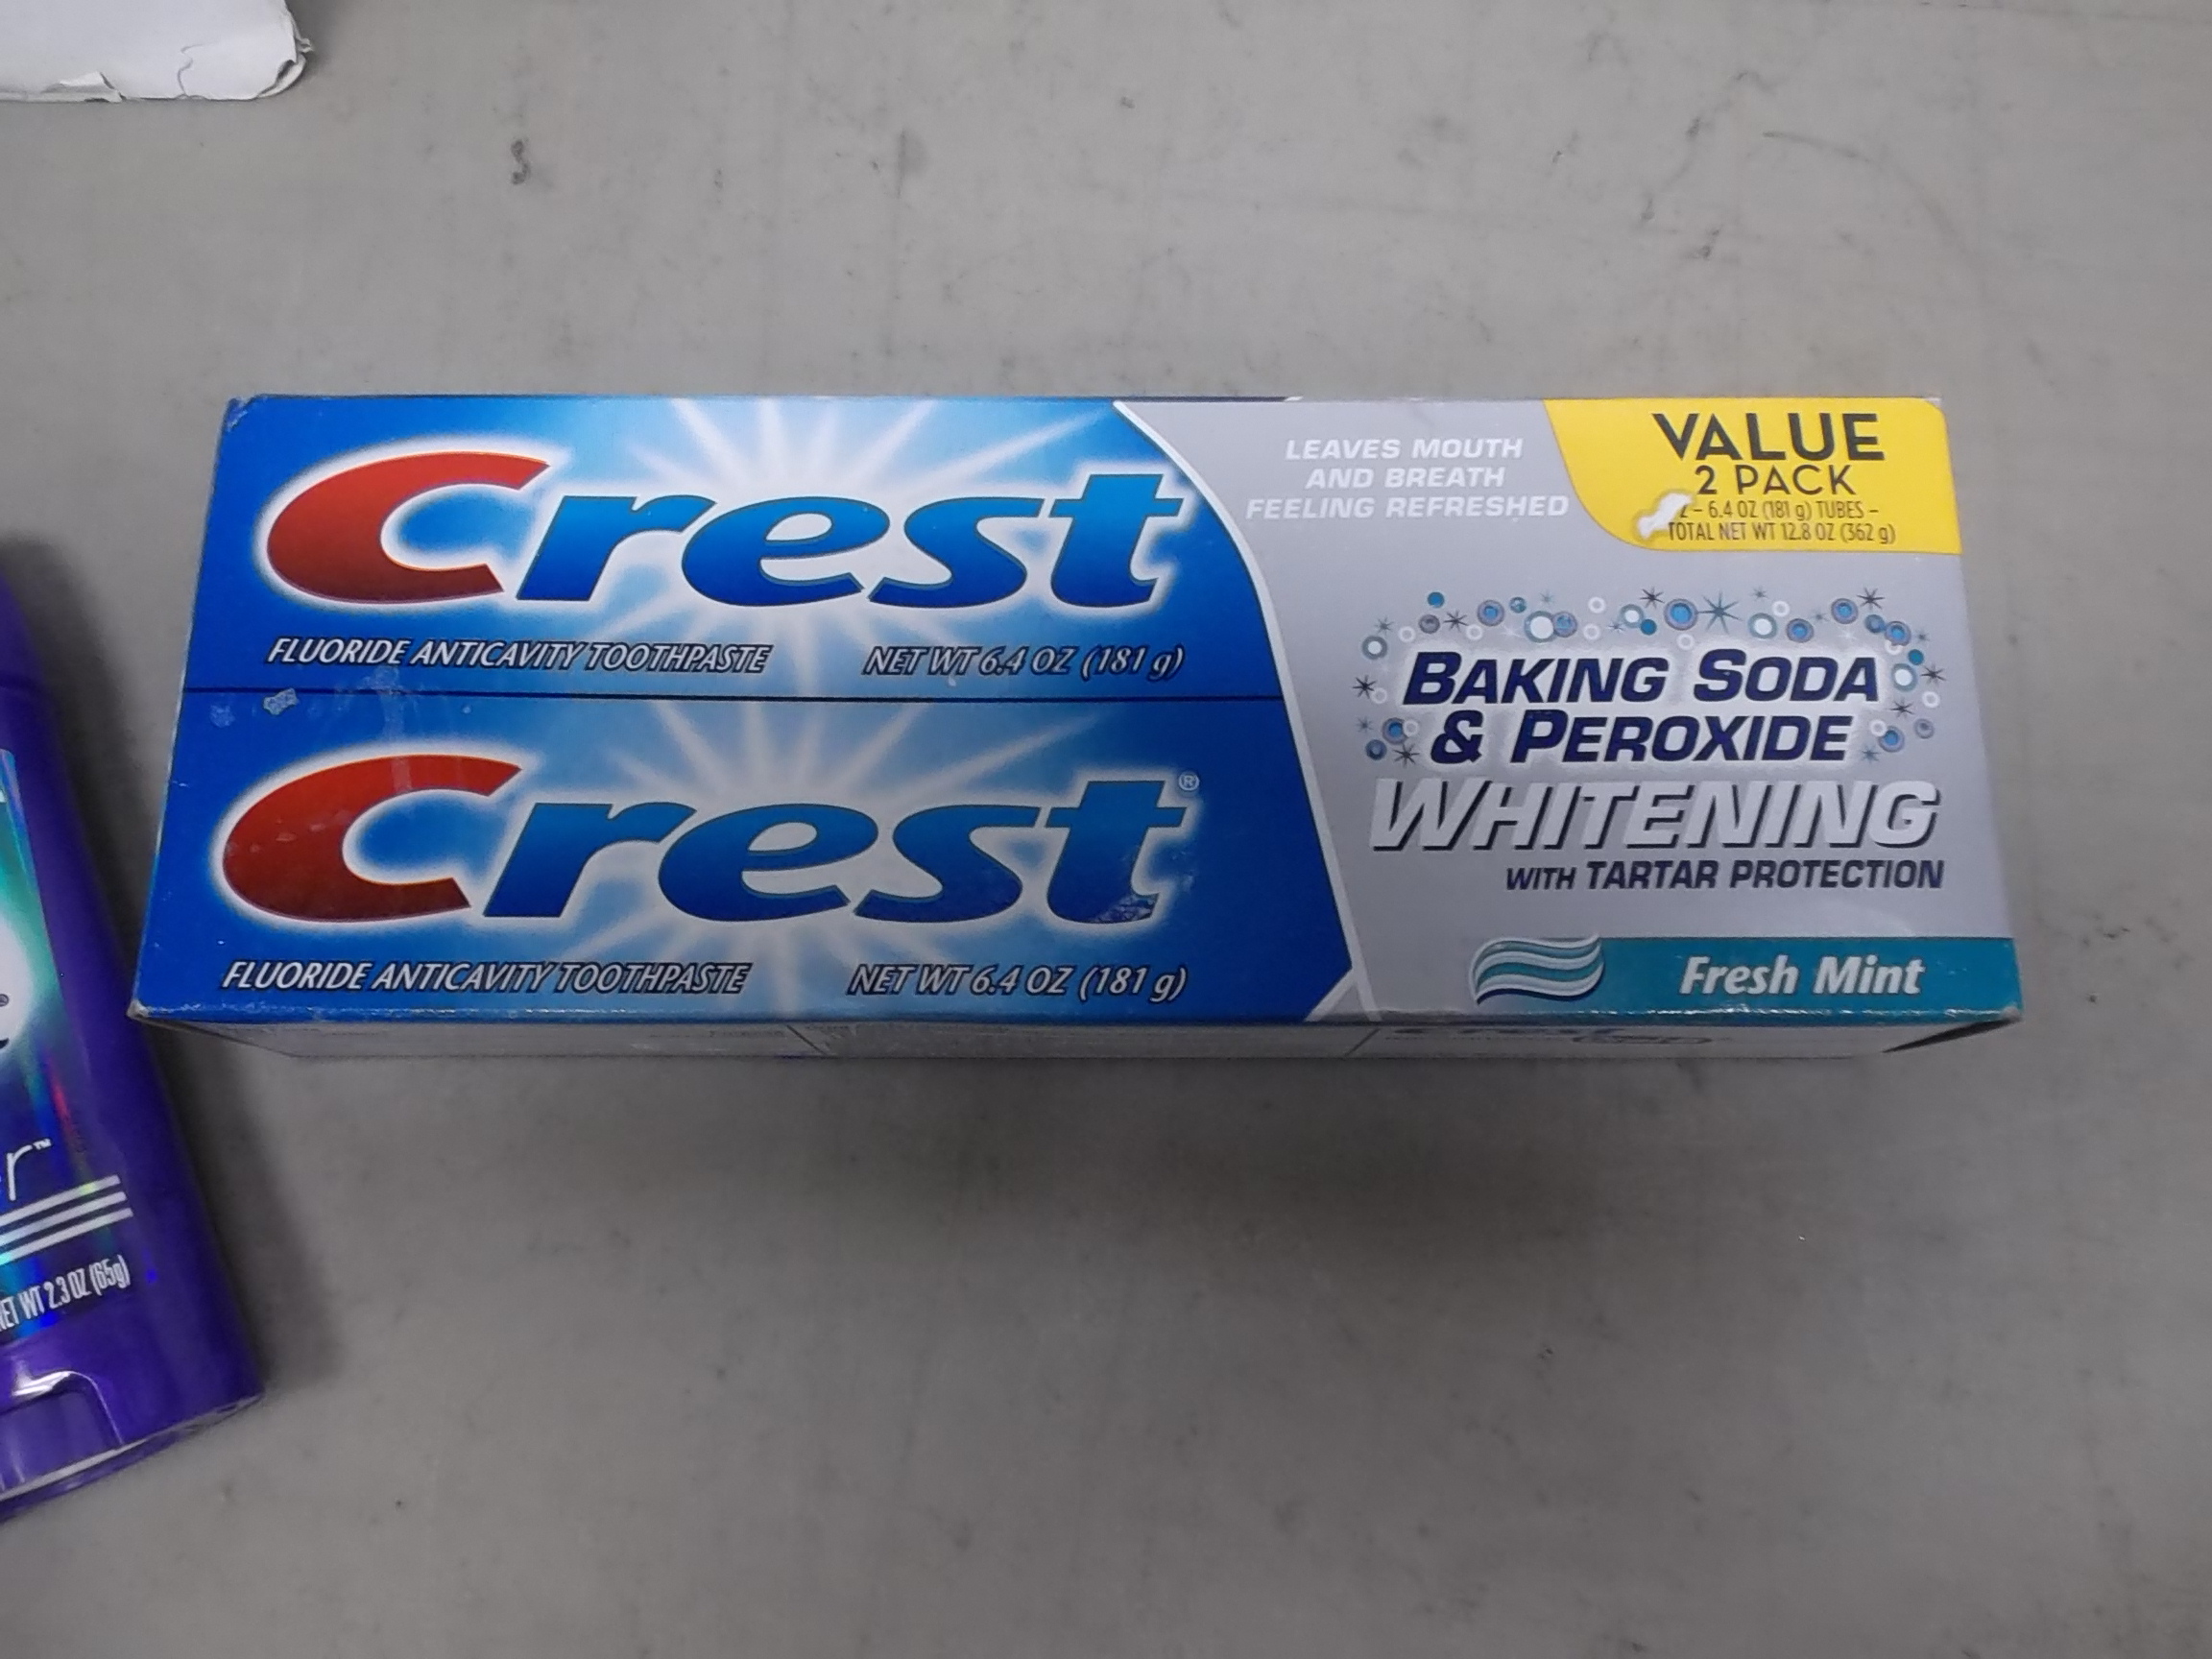 Crest
FLUORIDE ANTICAVITY TOOTHPASTE NET WT 6.4 OZ (181 g)
Crest®
FLUORIDE ANTICAVITY TOOTHPASTE NET WT 6.4 OZ (181 g)
LEAVES MOUTH
AND BREATH
FEELING REFRESHED
VALUE
2 PACK
2 – 6.4 OZ (181 g) TUBES –
TOTAL NET WT 12.8 OZ (362 g)
BAKING SODA
& PEROXIDE
WHITENING
WITH TARTAR PROTECTION
Fresh Mint
WT 2.3 OZ (65g)